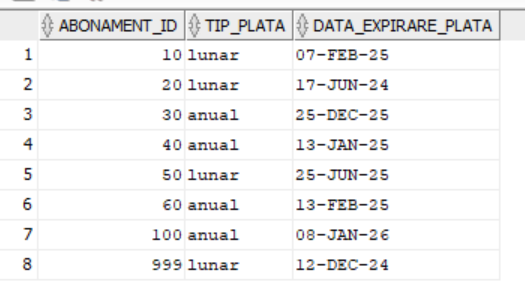 ABONAMENT_ID TIP_PLATA DATA_EXPIRARE_PLATA
1 10 lunar 07-FEB-25
2 20 lunar 17-JUN-24
3 30 anual 25-DEC-25
4 40 anual 13-JAN-25
5 50 lunar 25-JUN-25
6 60 anual 13-FEB-25
7 100 anual 08-JAN-26
8 999 lunar 12-DEC-24